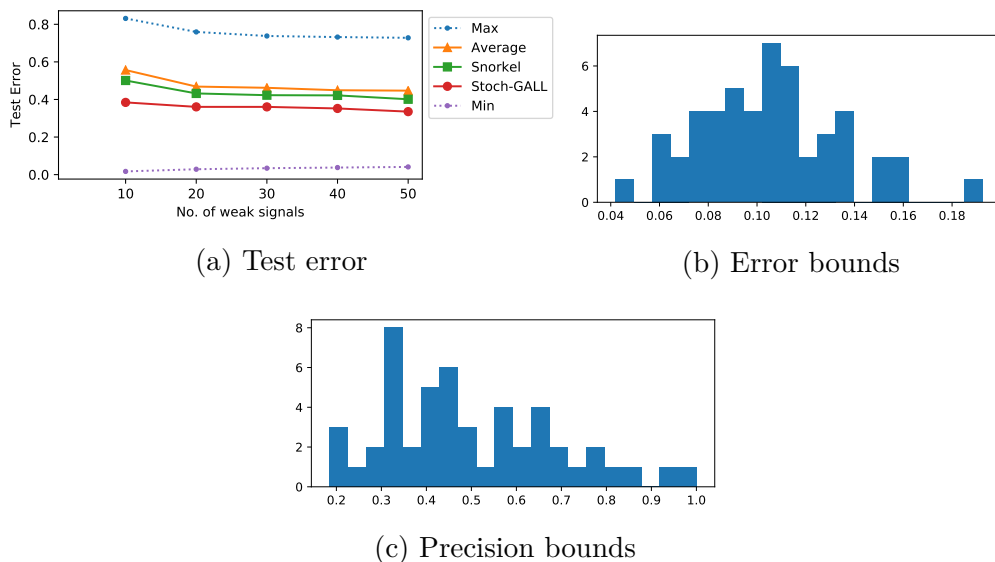 Test Error
0.8
0.6
0.4
0.2
0.0
10 20 30 40 50
No. of weak signals
Max
Average
Snorkel
Stoch-GALL
Min
(a) Test error
6
4
2
0
0.04 0.06 0.08 0.10 0.12 0.14 0.16 0.18
(b) Error bounds
8
6
4
2
0
0.2 0.3 0.4 0.5 0.6 0.7 0.8 0.9 1.0
(c) Precision bounds